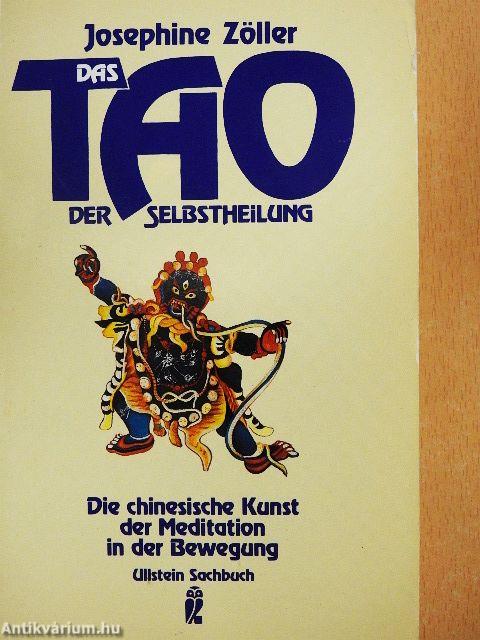 Josephine Zöller
DAS
TAO
DER SELBSTHEILUNG
Die chinesische Kunst
der Meditation
in der Bewegung
Ullstein Sachbuch
Antikvárium.hu